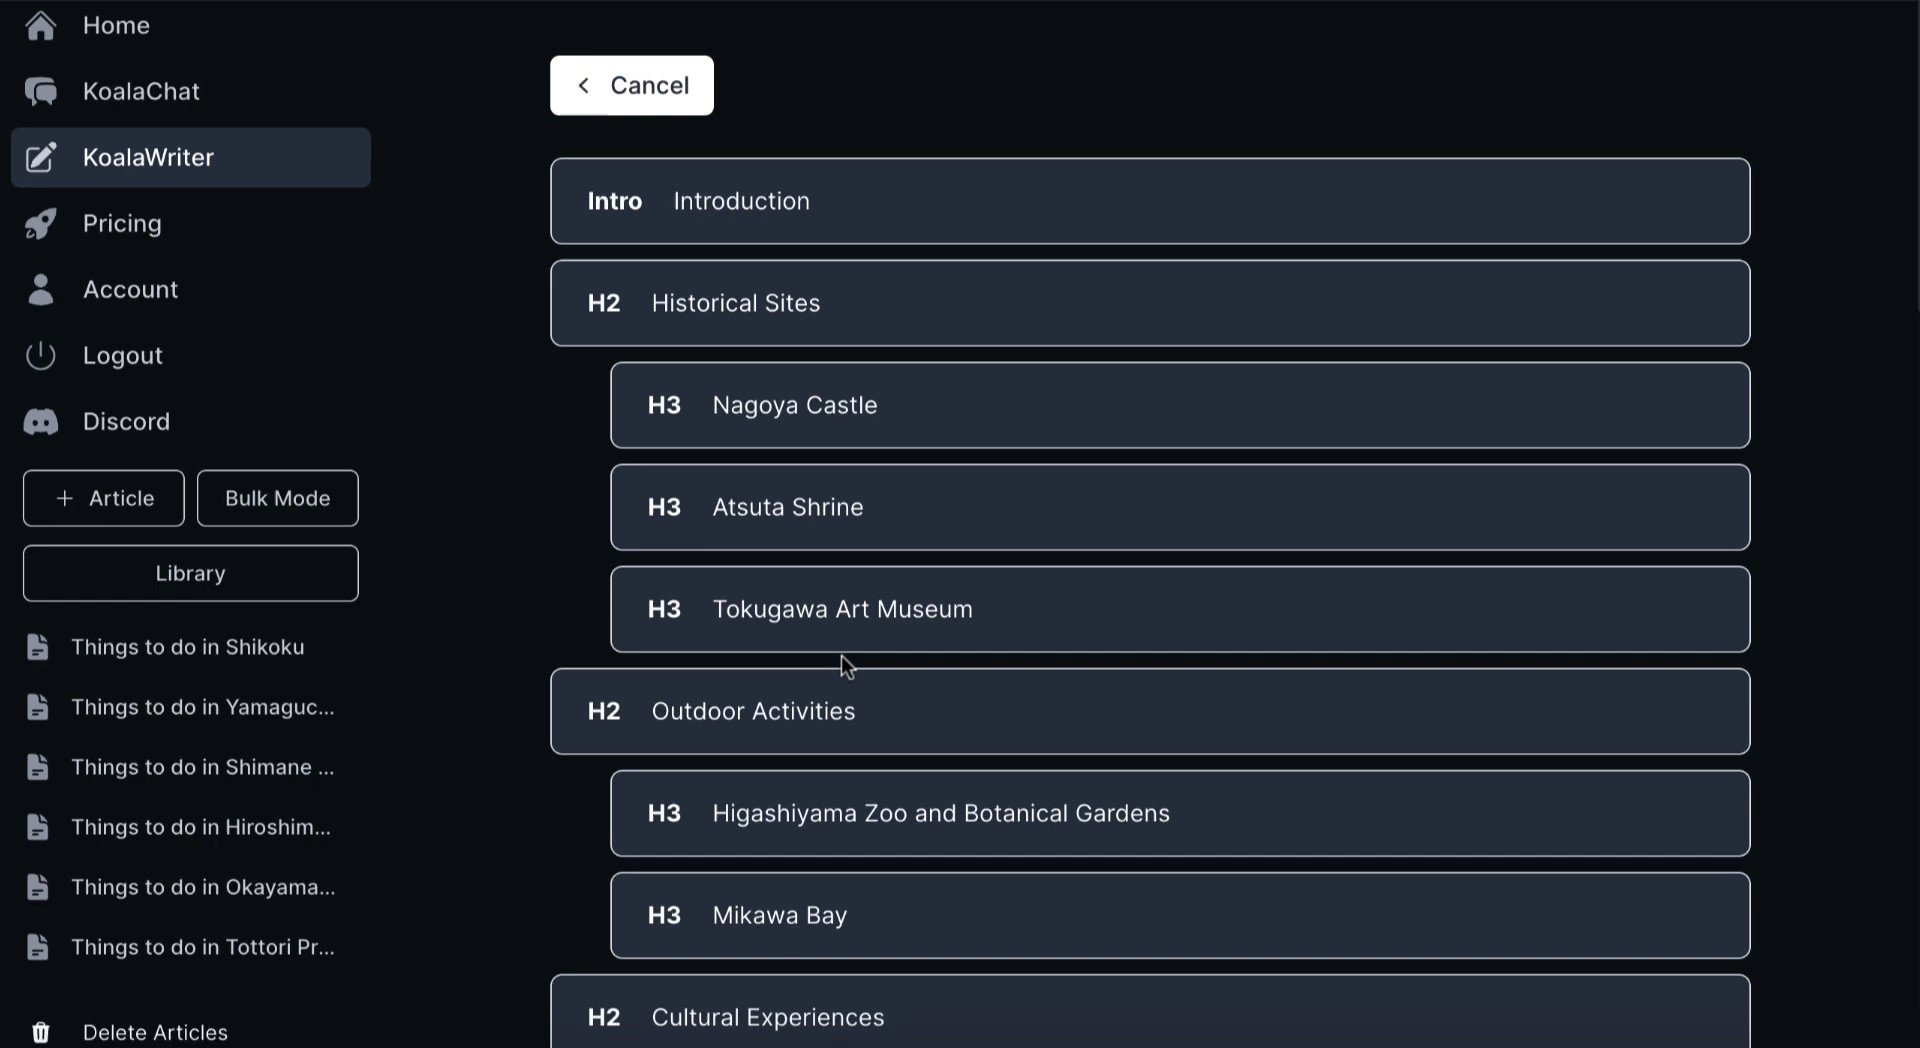 Home
KoalaChat
KoalaWriter
Pricing
Account
Logout
Discord
+ Article
Bulk Mode
Library
Things to do in Shikoku
Things to do in Yamaguc...
Things to do in Shimane ...
Things to do in Hiroshim...
Things to do in Okayama...
Things to do in Tottori Pr...
Delete Articles
Cancel
Intro Introduction
H2 Historical Sites
H3 Nagoya Castle
H3 Atsuta Shrine
H3 Tokugawa Art Museum
H2 Outdoor Activities
H3 Higashiyama Zoo and Botanical Gardens
H3 Mikawa Bay
H2 Cultural Experiences